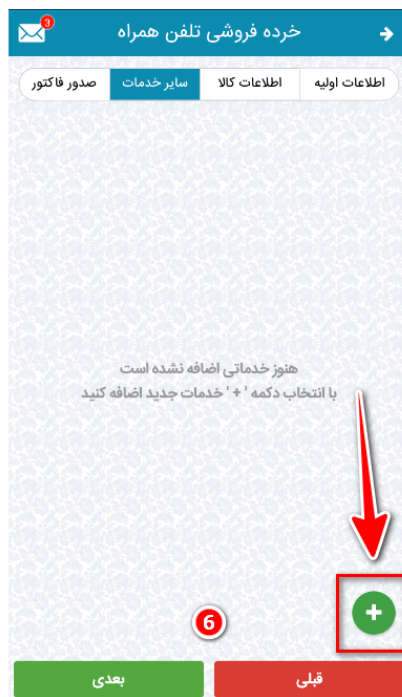 خرده فروشی تلفن همراه
3
اطلاعات اولیه
اطلاعات کالا
سایر خدمات
صدور فاکتور
هنوز خدماتی اضافه نشده است
با انتخاب دکمه ' + ' خدمات جدید اضافه کنید
+
6
قبلی
بعدی